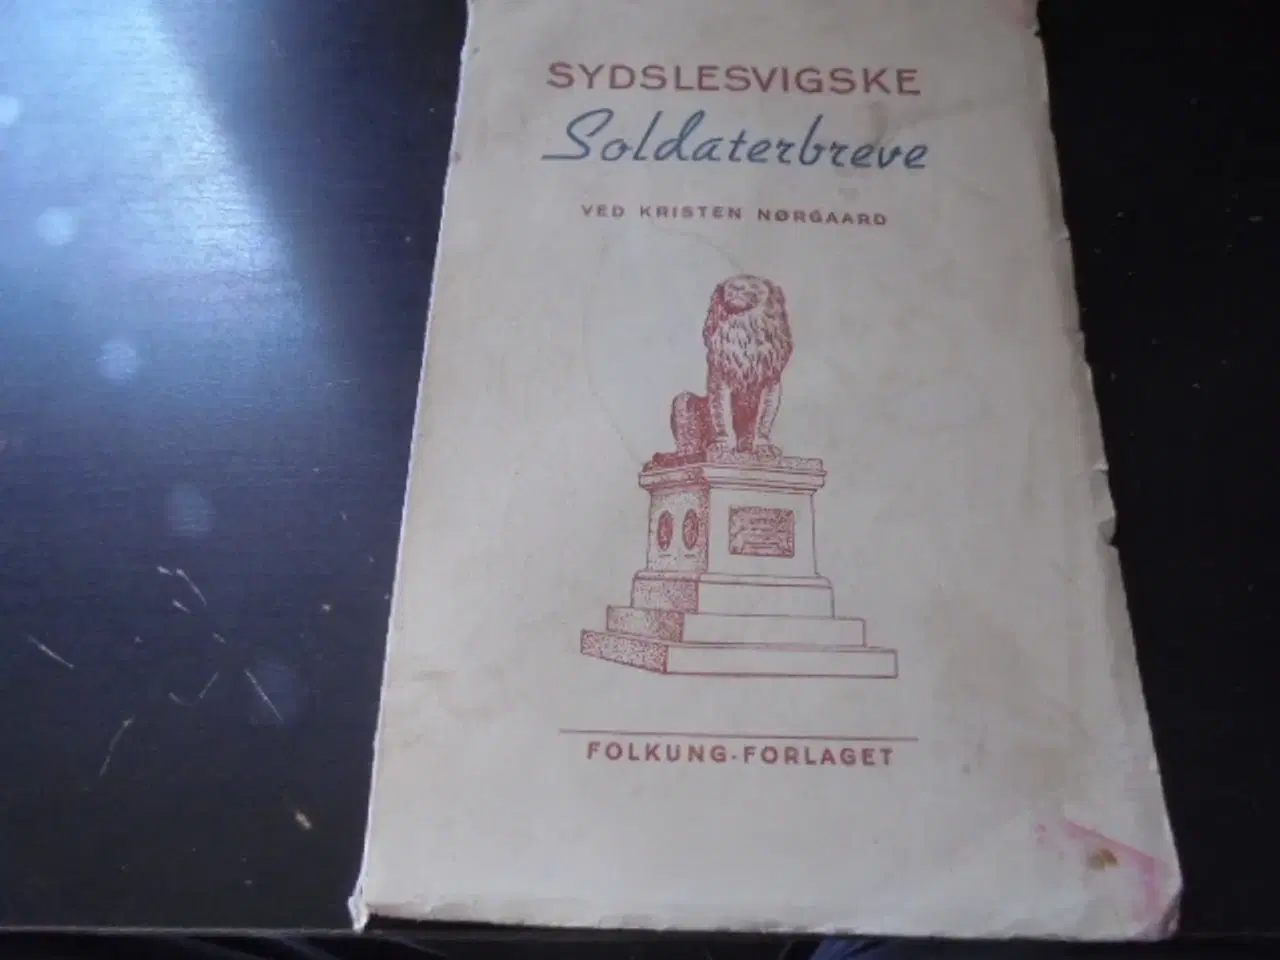 SYDSLESVIGSKE
Soldaterbreve
VED KRISTEN NØRGAARD
FOLKUNG-FORLAGET